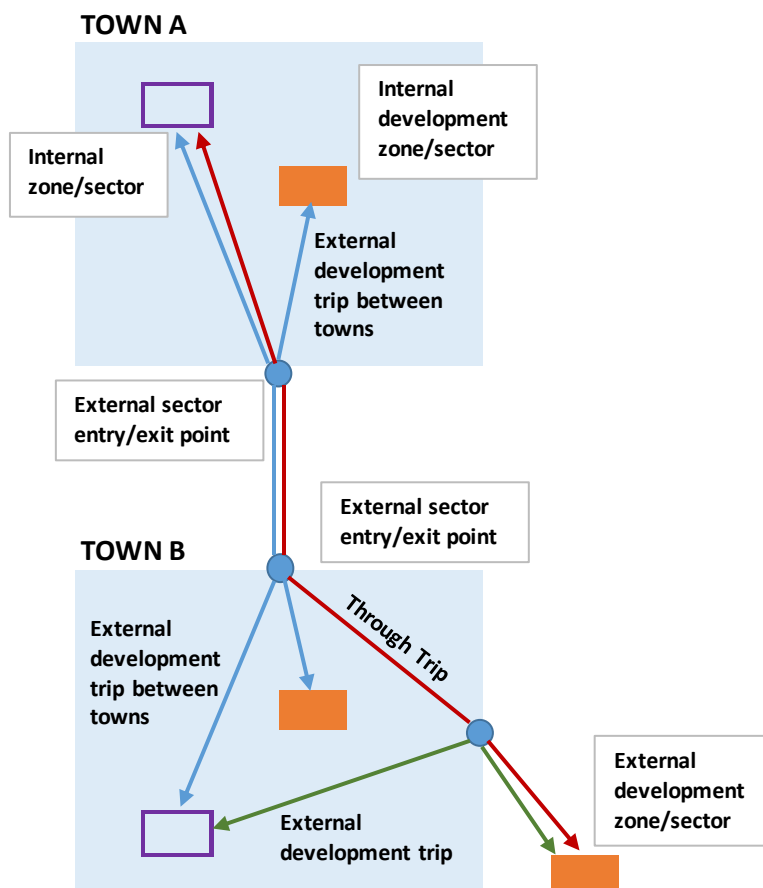 TOWN A
Internal
development
zone/sector
Internal
zone/sector
External
development
trip between
towns
External sector
entry/exit point
External sector
entry/exit point
TOWN B
Through Trip
External
development
trip between
towns
External
development
zone/sector
External
development trip